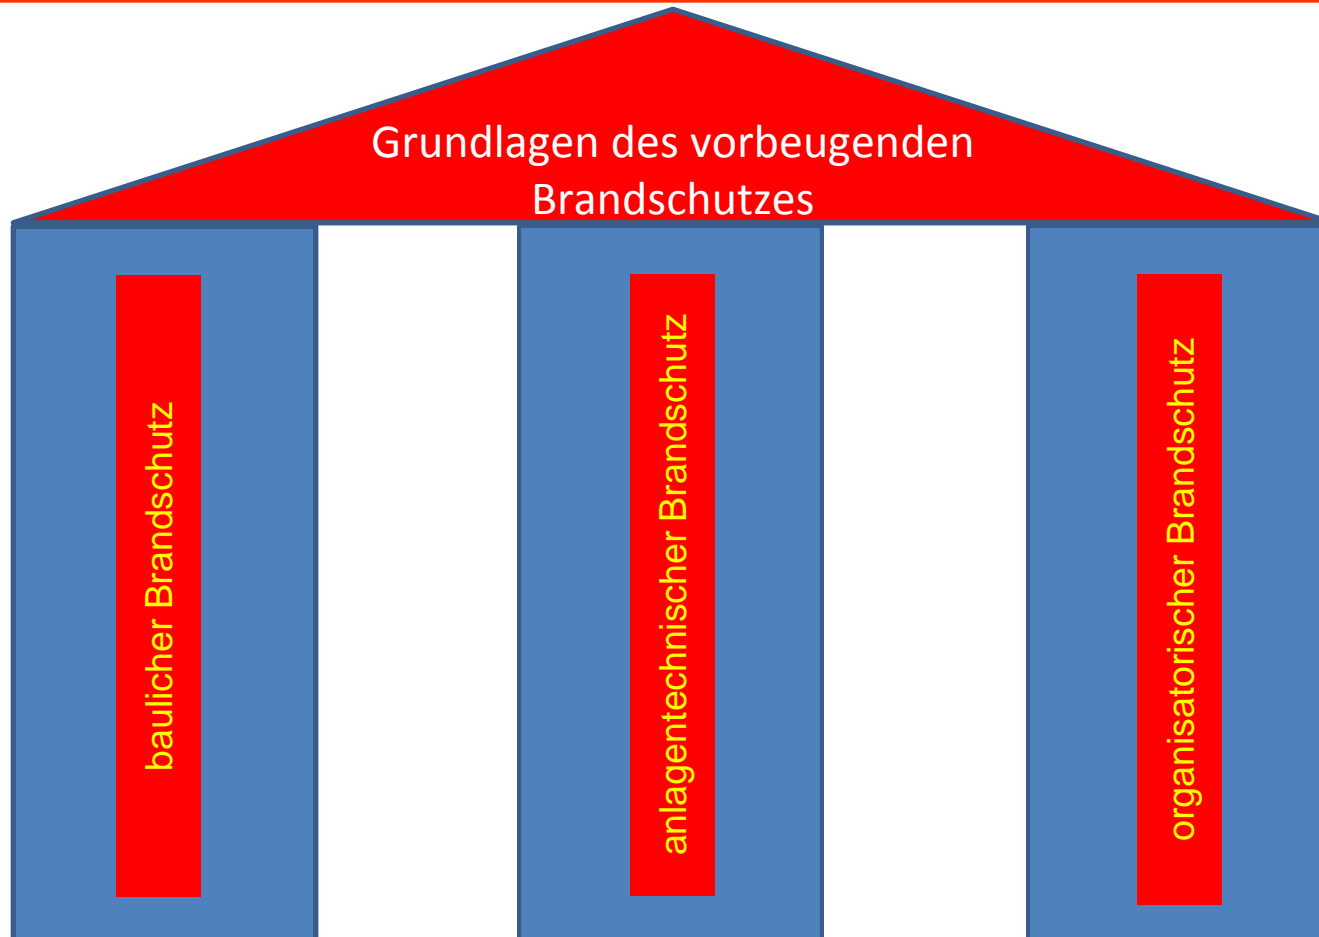 Grundlagen des vorbeugenden
Brandschutzes
baulicher Brandschutz
anlagentechnischer Brandschutz
organisatorischer Brandschutz